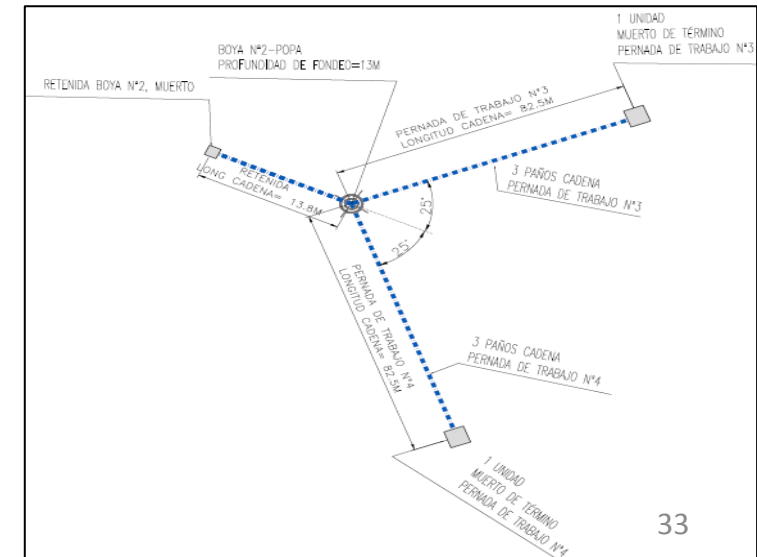 1 UNIDAD
MUERTO DE TÉRMINO
PERNADA DE TRABAJO N°3
BOYA N°2-POPA
PROFUNDIDAD DE FONDEO=13M
RETENIDA BOYA N°2, MUERTO
PERNADA DE TRABAJO N°3
LONGITUD CADENA= 82.5M
RETENIDA
LONG CADENA= 13.8M
3 PAÑOS CADENA
PERNADA DE TRABAJO N°3
25°
25°
PERNADA DE TRABAJO N°4
LONGITUD CADENA= 82.5M
3 PAÑOS CADENA
PERNADA DE TRABAJO N°4
1 UNIDAD
MUERTO DE TÉRMINO
PERNADA DE TRABAJO N°4
33